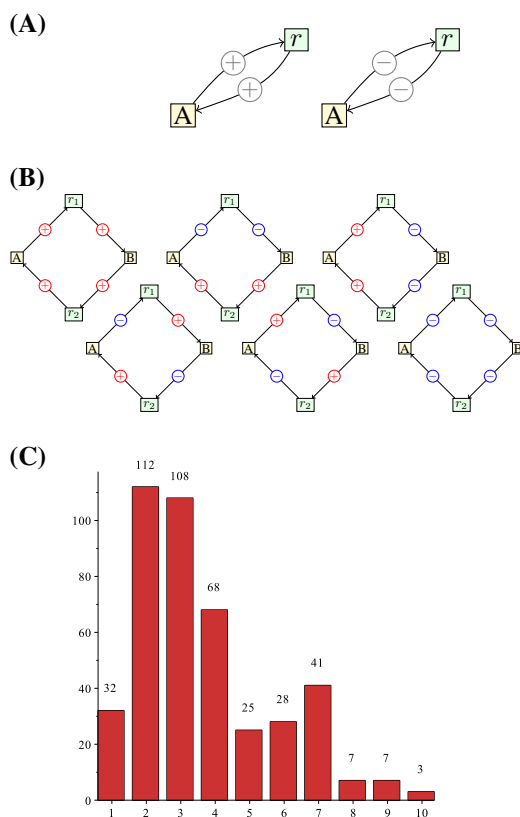 (A)
r r
+ −
+ −
A A
(B)
r₁ r₁ r₁
+ + − − + −
A B A B A B
+ + + + + −
r₂ r₂ r₂
r₁ r₁ r₁
− + + − − −
A B A B A B
+ − − + − −
r₂ r₂ r₂
(C)
112
108
100
80
68
60
41
40
32
28
25
20
7 7
3
0
1 2 3 4 5 6 7 8 9 10